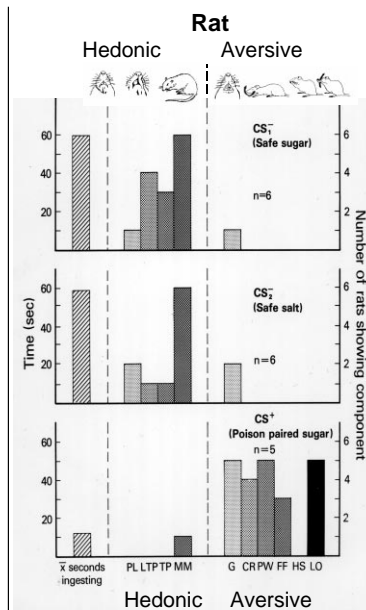 Rat
Hedonic Aversive
60
40
20
CS₁⁻
(Safe sugar)
n=6
6
4
2
60
40
20
CS₂⁻
(Safe salt)
n=6
6
4
2
60
40
20
CS⁺
(Poison paired sugar)
n=5
6
4
2
Time (sec)
Number of rats showing component
x̄ seconds
ingesting
PL LTP TP MM
G CR PW FF HS LO
Hedonic Aversive